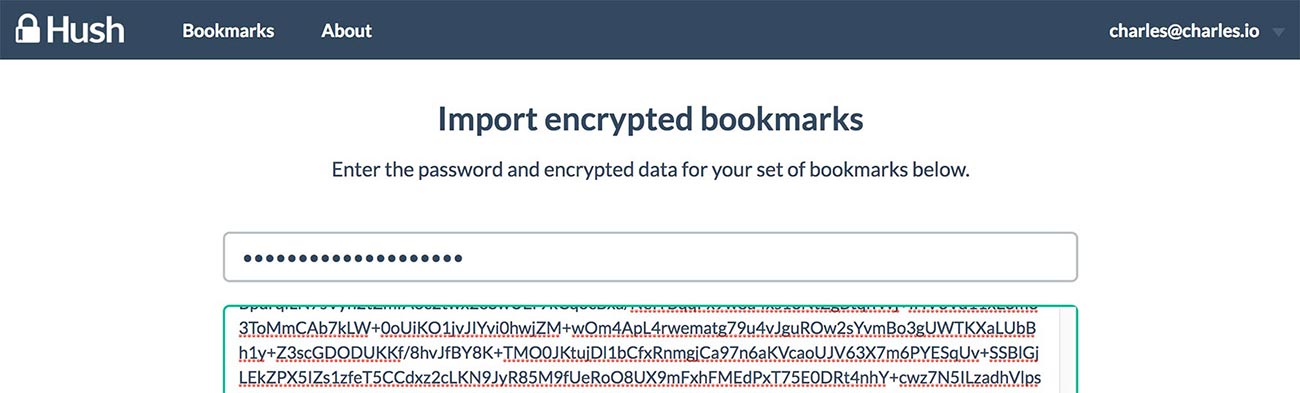 Hush
Bookmarks
About
charles@charles.io
Import encrypted bookmarks
Enter the password and encrypted data for your set of bookmarks below.
3ToMmCAb7kLW+0oUiKO1jvJIYvi0hwjZM+wOm4ApL4rwematg79u4vJguROw2sYvmBo3gUWTKXaLUbB
h1y+Z3scGDODUKKf/8hvJfBY8K+TMO0JKtujDl1bCfxRnmgjCa97n6aKVcaoUJV63X7m6PYESqUv+SSBIGj
LEkZPX5IZs1zfeT5CCdxz2cLKN9JyR85M9fUeRoO8UX9mFxhFMEdPxT75E0DRt4nhY+cwz7N5ILzadhVlps